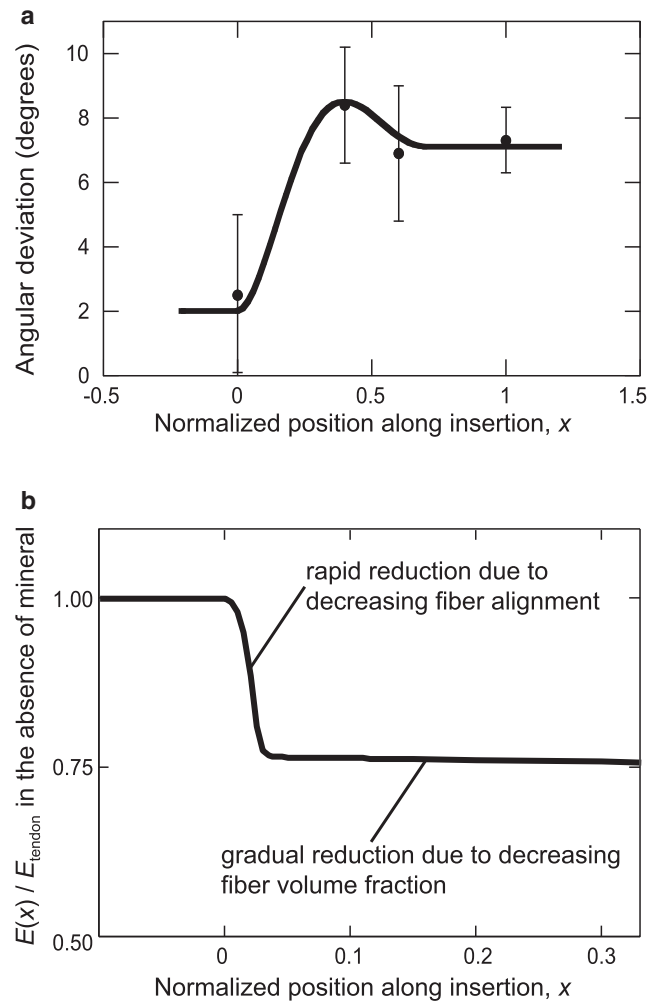 a
Angular deviation (degrees)
10
8
6
4
2
0
-0.5 0 0.5 1 1.5
Normalized position along insertion, x
b
E(x) / Etendon in the absence of mineral
1.00
0.75
0.50
rapid reduction due to
decreasing fiber alignment
gradual reduction due to decreasing
fiber volume fraction
0 0.1 0.2 0.3
Normalized position along insertion, x